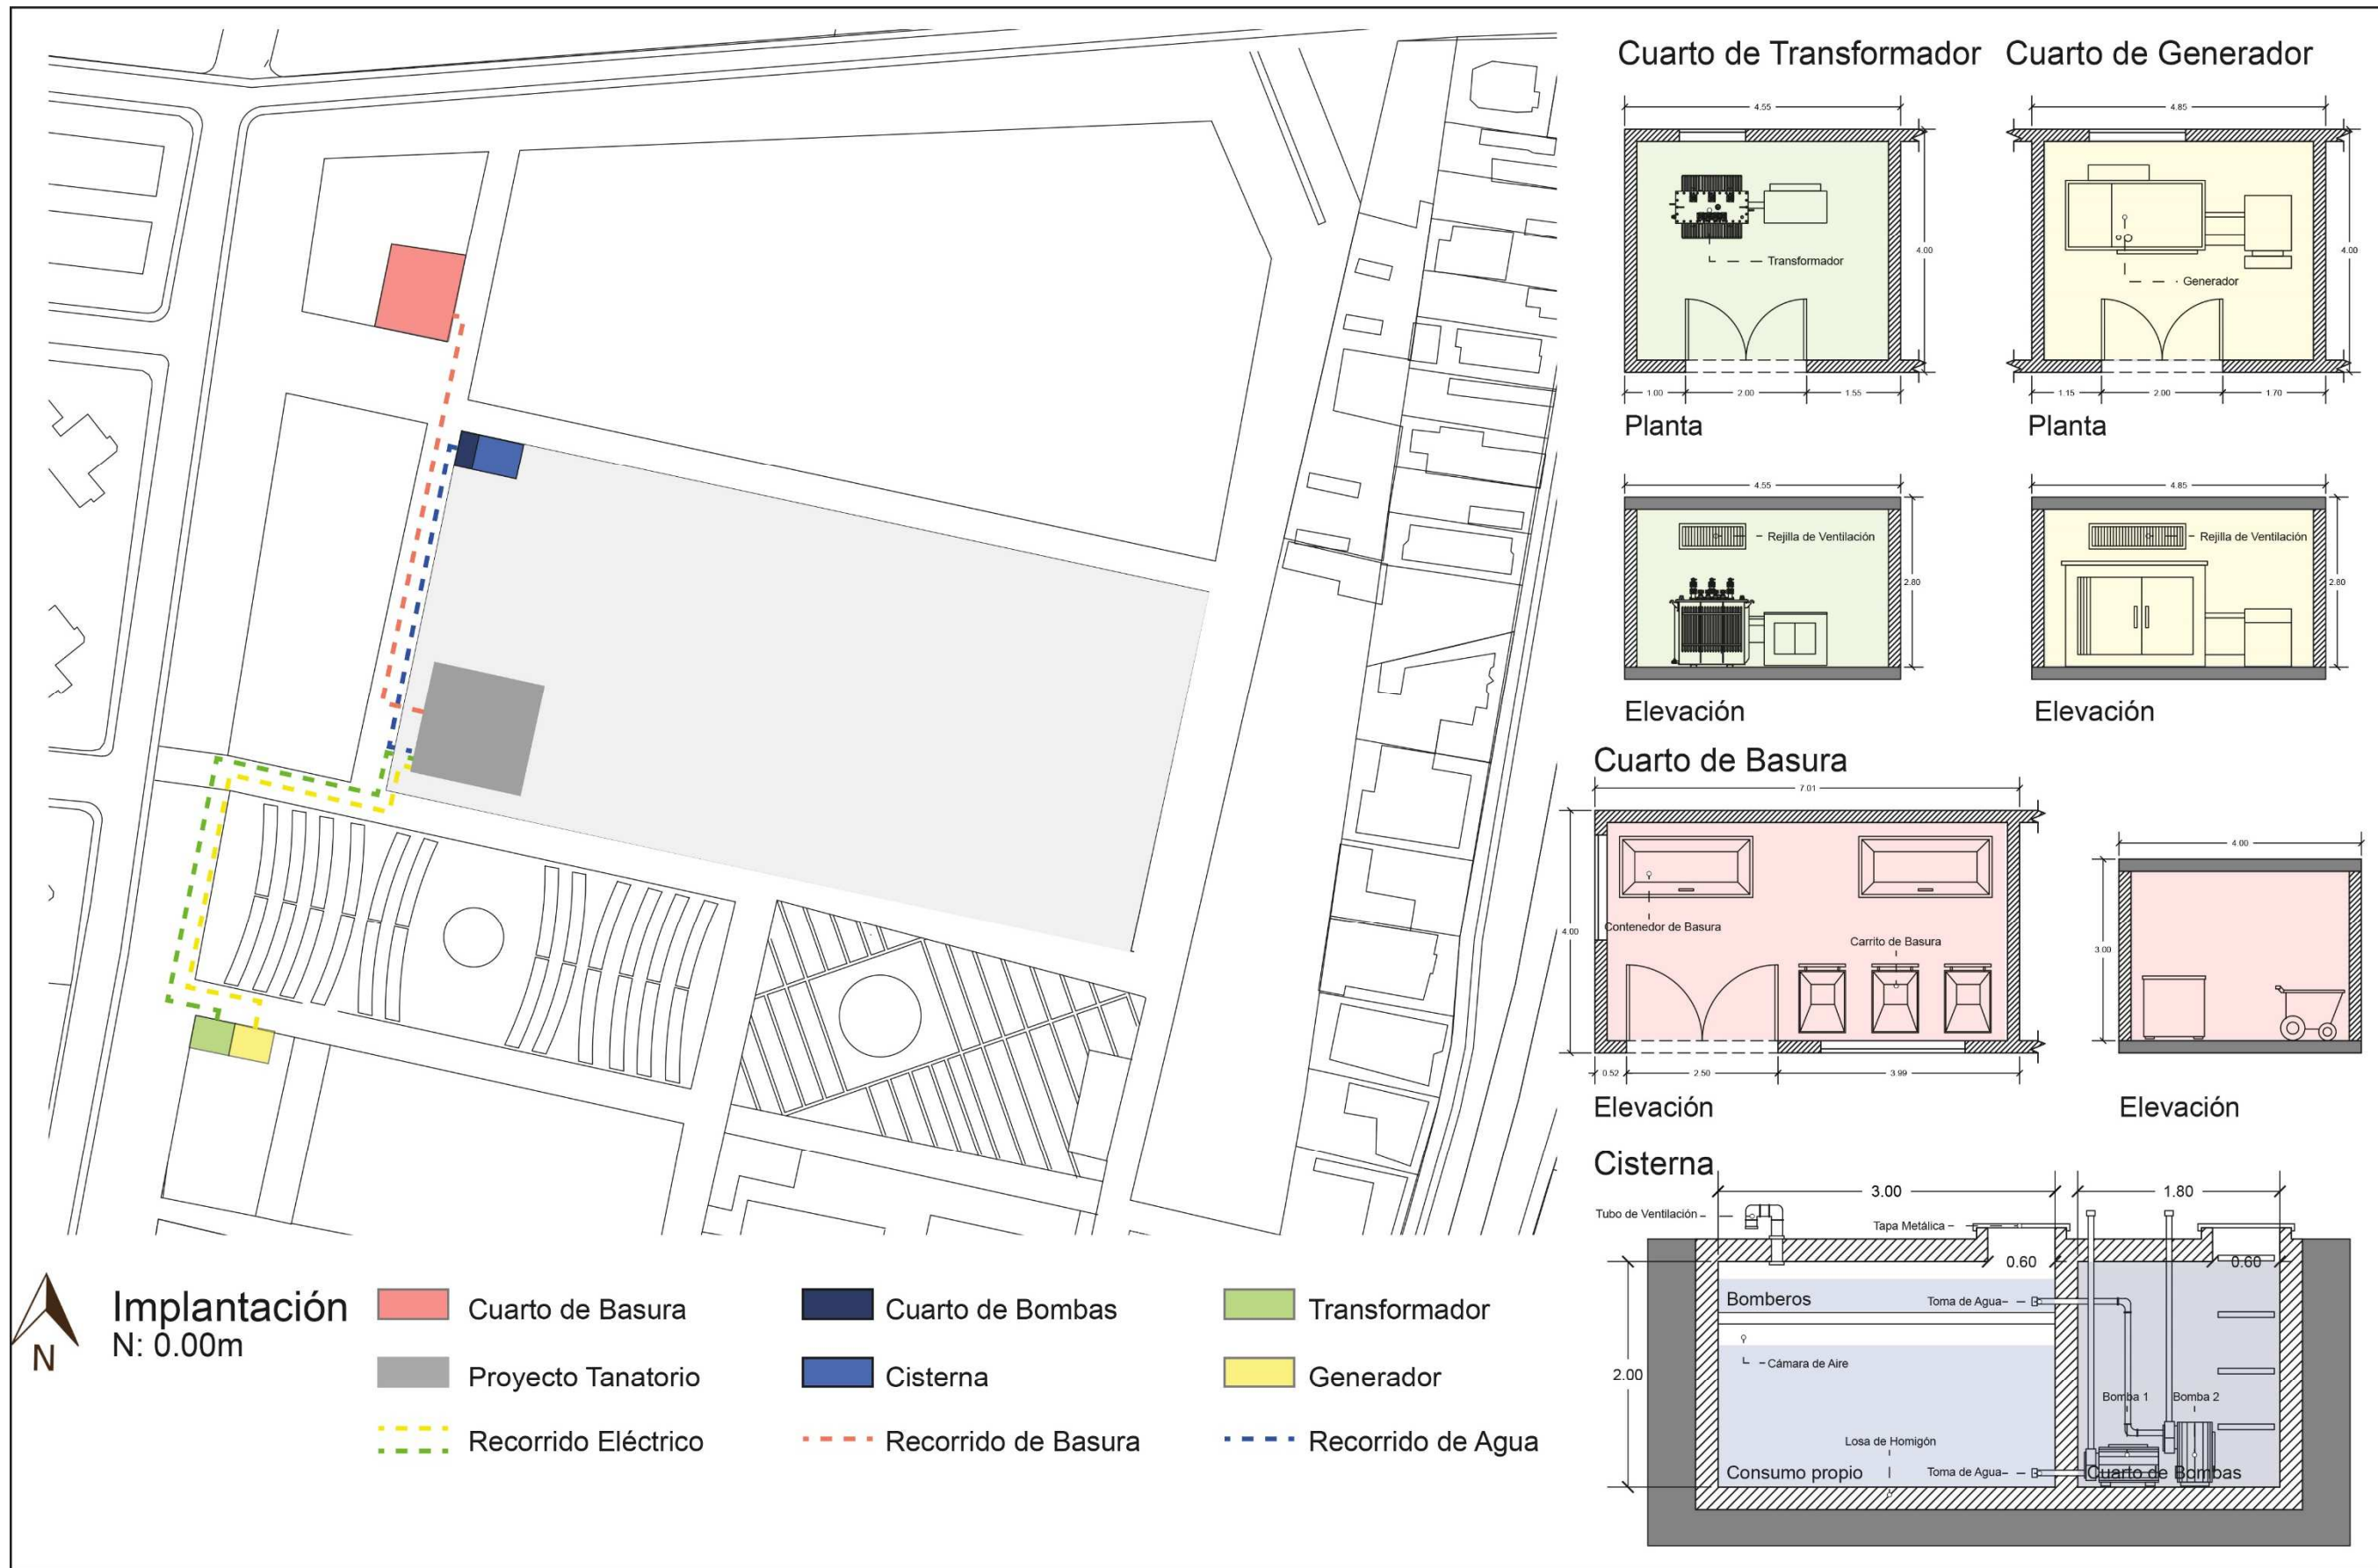 Cuarto de Transformador
4.55
4.00
Transformador
1.00
2.00
1.55
Planta
Cuarto de Generador
4.85
4.00
Generador
1.15
2.00
1.70
Planta
4.55
Rejilla de Ventilación
2.80
Elevación
4.85
Rejilla de Ventilación
2.80
Elevación
Cuarto de Basura
7.01
4.00
Contenedor de Basura
Carrito de Basura
0.52
2.50
3.99
Elevación
4.00
3.00
Elevación
Cisterna
3.00
1.80
Tubo de Ventilación
Tapa Metálica
0.60
0.60
Bomberos
Toma de Agua
2.00
Cámara de Aire
Bomba 1
Bomba 2
Losa de Homigón
Consumo propio
Toma de Agua
Cuarto de Bombas
N
Implantación
N: 0.00m
Cuarto de Basura
Cuarto de Bombas
Transformador
Proyecto Tanatorio
Cisterna
Generador
Recorrido Eléctrico
Recorrido de Basura
Recorrido de Agua